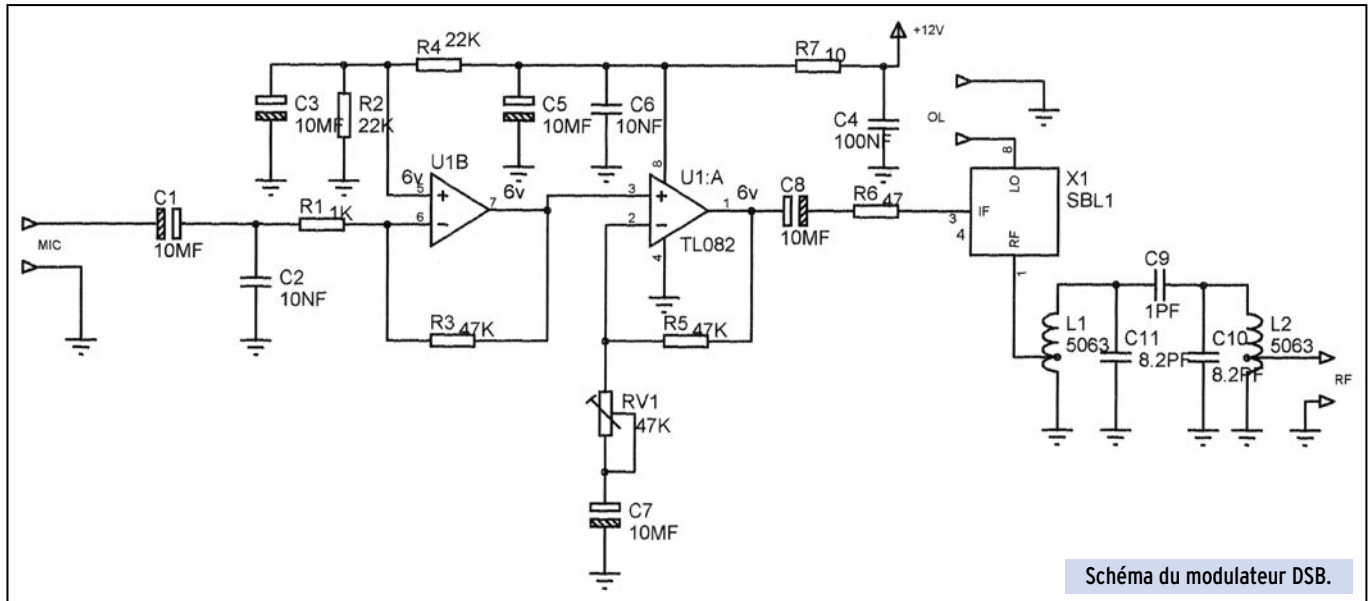 +12V
R4 22K
R7 10
C3
10MF
R2
22K
C5
10MF
C6
10NF
C4
100NF
OL
8
LO
X1
SBL1
IF
3
4
RF
1
U1B
6v
5
6
7
6v
8
U1:A
3
2
1
6v
4
TL082
C8
10MF
R6 47
MIC
C1
10MF
R1 1K
C2
10NF
R3 47K
R5 47K
RV1
47K
C7
10MF
L1
5063
C11
8.2PF
C9
1PF
C10
8.2PF
L2
5063
RF
Schéma du modulateur DSB.